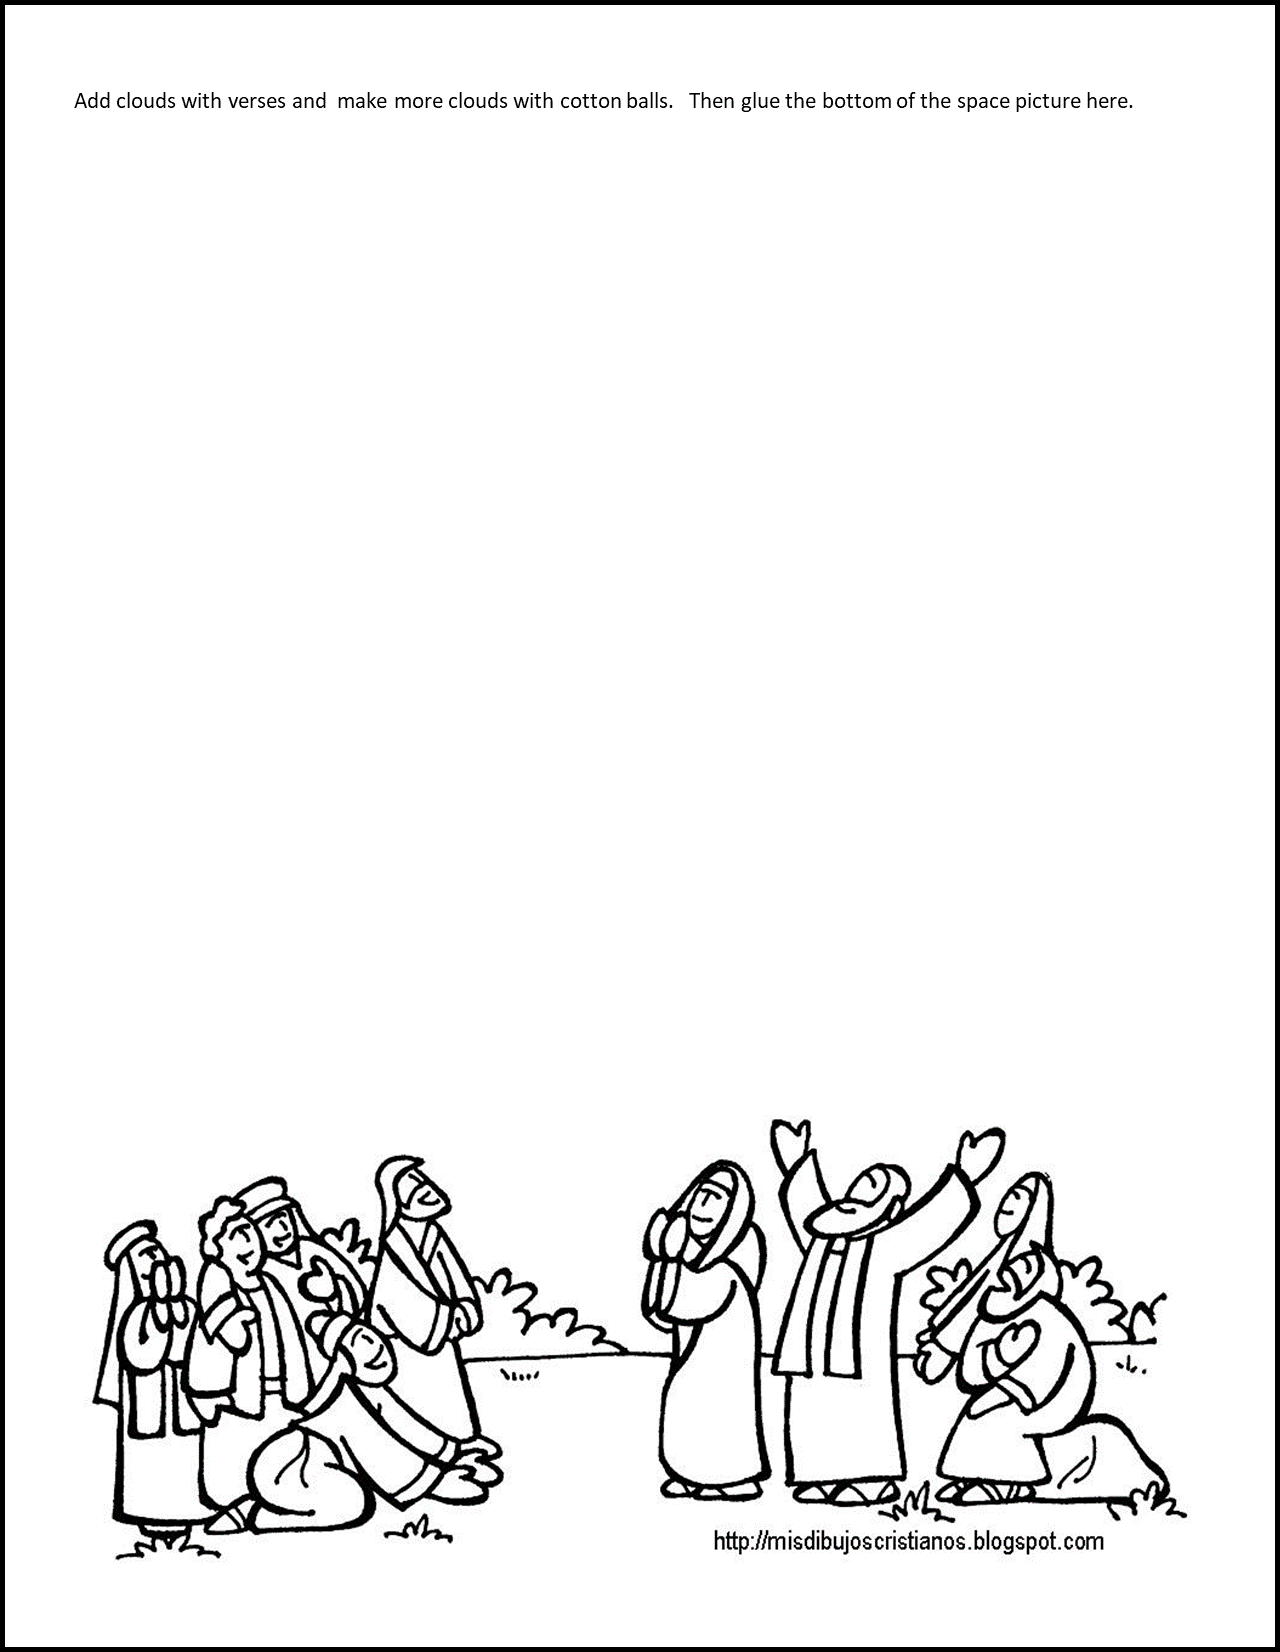 Add clouds with verses and  make more clouds with cotton balls.   Then glue the bottom of the space picture here.
http://misdibujoscristianos.blogspot.com